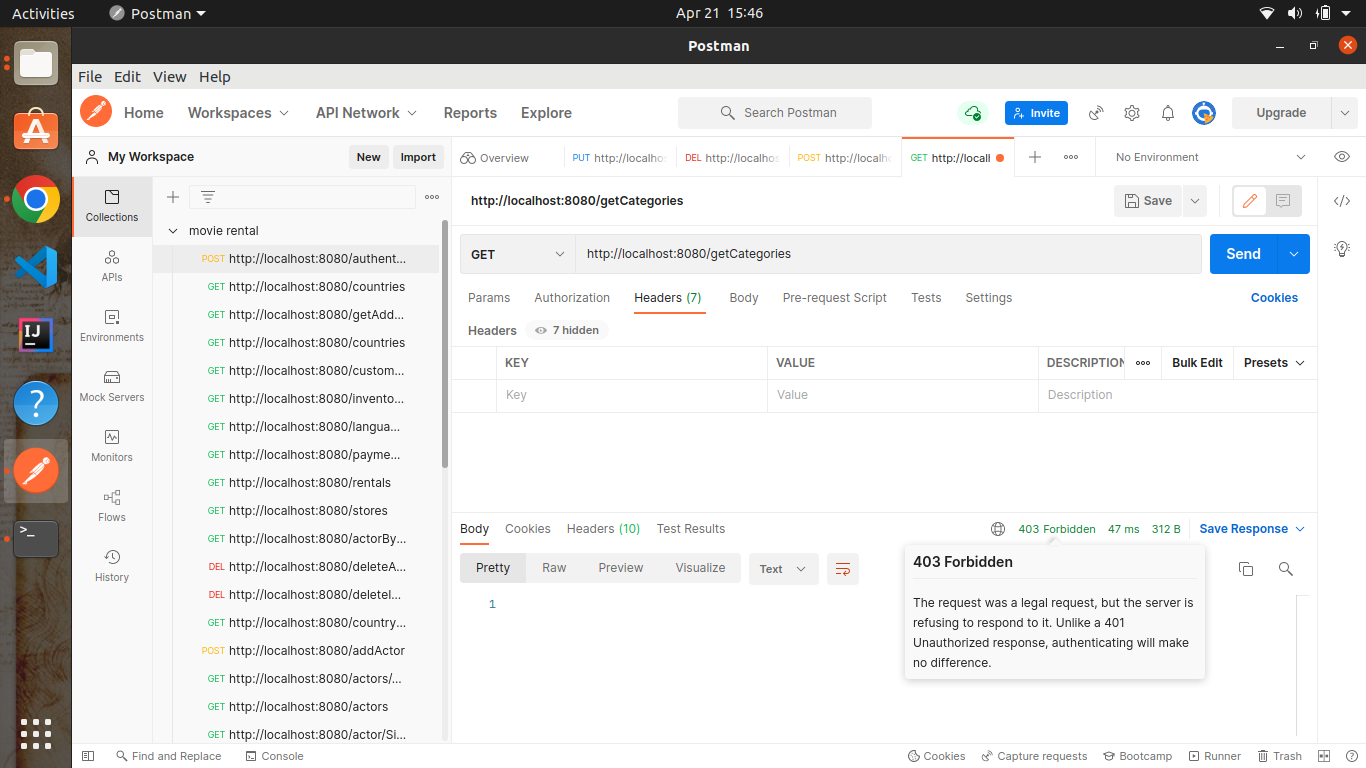 Activities Postman Apr 21 15:46
Postman
File Edit View Help
Home Workspaces API Network Reports Explore Search Postman Invite Upgrade
My Workspace New Import Overview PUT http://localho DEL http://localhos POST http://localho GET http://locall No Environment
Collections
APIs
Environments
Mock Servers
Monitors
Flows
History
movie rental
POST http://localhost:8080/authent...
GET http://localhost:8080/countries
GET http://localhost:8080/getAdd...
GET http://localhost:8080/countries
GET http://localhost:8080/custom...
GET http://localhost:8080/invento...
GET http://localhost:8080/langua...
GET http://localhost:8080/payme...
GET http://localhost:8080/rentals
GET http://localhost:8080/stores
GET http://localhost:8080/actorBy...
DEL http://localhost:8080/deleteA...
DEL http://localhost:8080/deleteI...
GET http://localhost:8080/country...
POST http://localhost:8080/addActor
GET http://localhost:8080/actors/...
GET http://localhost:8080/actors
GET http://localhost:8080/actor/Si...
http://localhost:8080/getCategories Save
GET http://localhost:8080/getCategories Send
Params Authorization Headers (7) Body Pre-request Script Tests Settings Cookies
Headers 7 hidden
KEY VALUE DESCRIPTION Bulk Edit Presets
Key Value Description
Body Cookies Headers (10) Test Results 403 Forbidden 47 ms 312 B Save Response
Pretty Raw Preview Visualize Text
1
403 Forbidden
The request was a legal request, but the server is
refusing to respond to it. Unlike a 401
Unauthorized response, authenticating will make
no difference.
Find and Replace Console Cookies Capture requests Bootcamp Runner Trash
IJ
>_
?